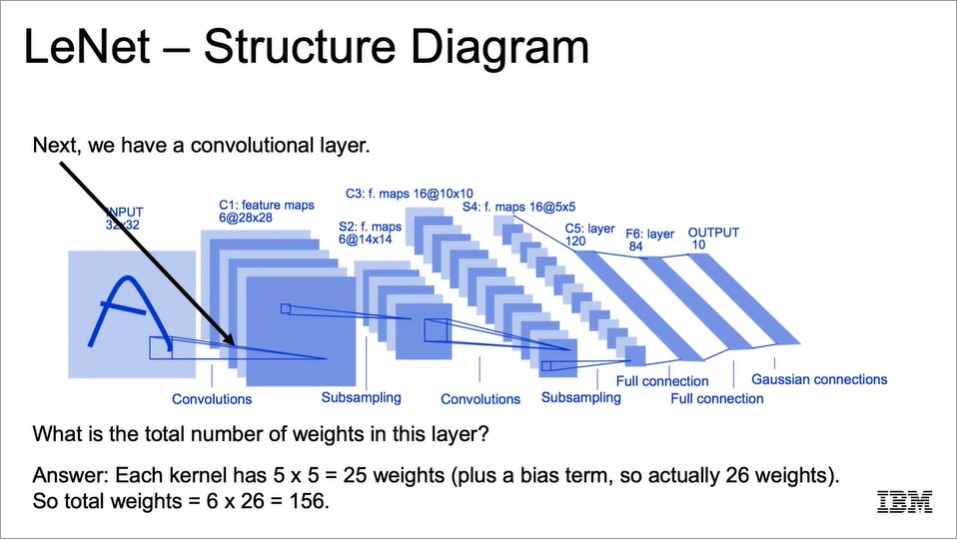 LeNet – Structure Diagram
Next, we have a convolutional layer.
INPUT
32x32
C1: feature maps
6@28x28
S2: f. maps
6@14x14
C3: f. maps 16@10x10
S4: f. maps 16@5x5
C5: layer
120
F6: layer
84
OUTPUT
10
Convolutions
Subsampling
Convolutions
Subsampling
Full connection
Full connection
Gaussian connections
What is the total number of weights in this layer?
Answer: Each kernel has 5 x 5 = 25 weights (plus a bias term, so actually 26 weights).
So total weights = 6 x 26 = 156.
IBM